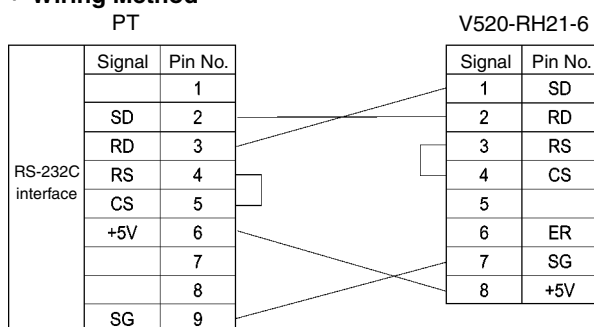 • Wiring Method
PT
V520-RH21-6
Signal Pin No.
1
SD 2
RD 3
RS-232C interface
RS 4
CS 5
+5V 6
7
8
SG 9
Signal Pin No.
1 SD
2 RD
3 RS
4 CS
5
6 ER
7 SG
8 +5V